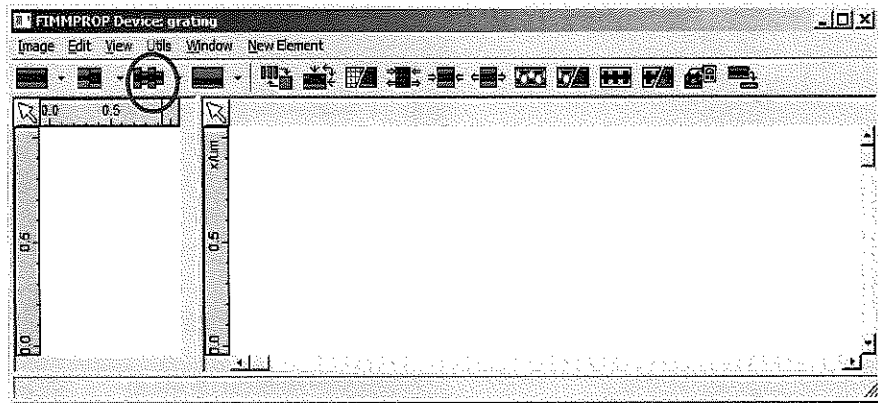 FIMMPROP Device: grating
Image Edit View Utils Window New Element
0.0 0.5
x/um
0.5
0.5
0.0
0.0